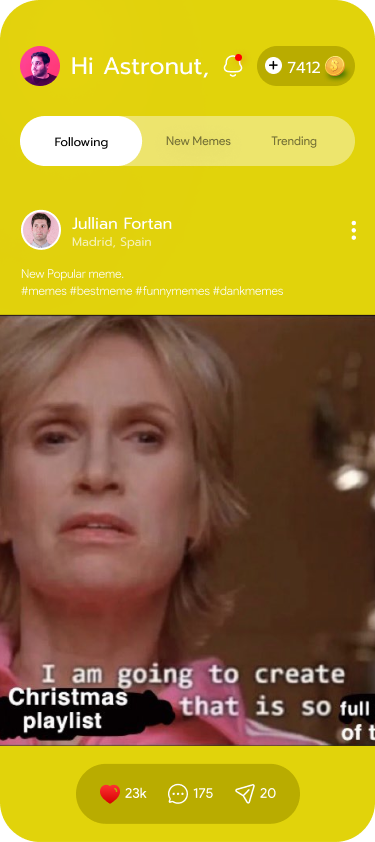 Hi Astronut,
7412
Following
New Memes
Trending
Jullian Fortan
Madrid, Spain
New Popular meme.
#memes #bestmeme #funnymemes #dankmemes
I am going to create
Christmas
playlist
that is so full
of t
23k
175
20